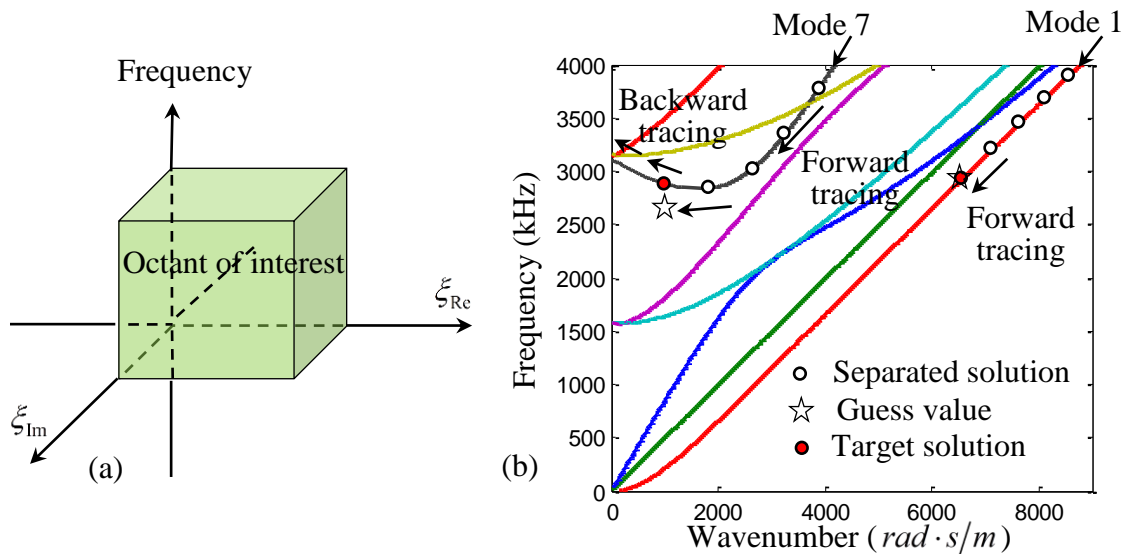 Frequency
Octant of interest
ξRe
ξIm
(a)
Mode 7
Mode 1
Backward
tracing
Forward
tracing
Forward
tracing
Frequency (kHz)
4000
3500
3000
2500
2000
1500
1000
500
0
Separated solution
Guess value
Target solution
(b)
0 2000 4000 6000 8000
Wavenumber (rad · s/m)